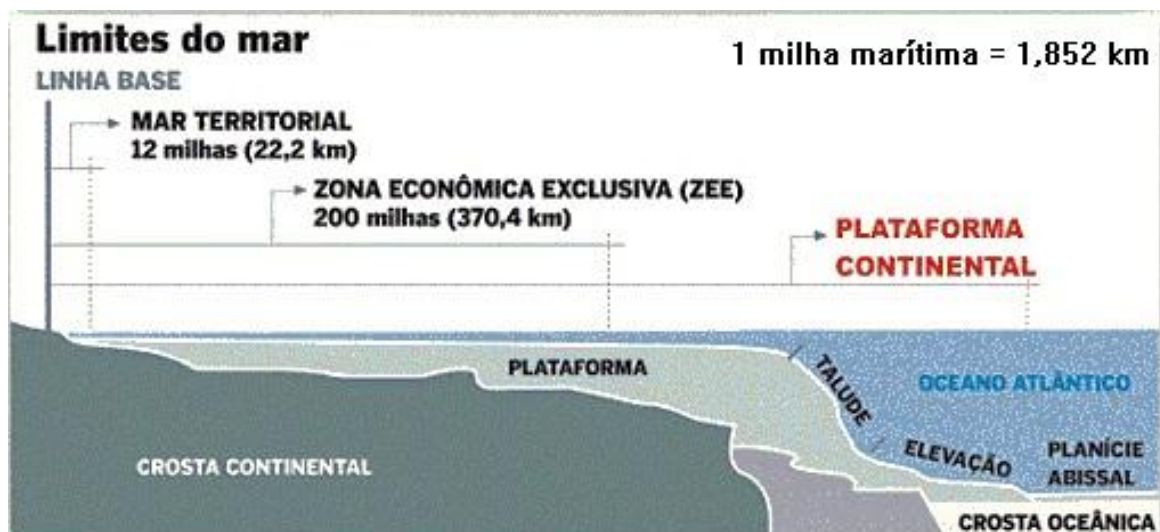 Limites do mar
1 milha marítima = 1,852 km
LINHA BASE
MAR TERRITORIAL
12 milhas (22,2 km)
ZONA ECONÔMICA EXCLUSIVA (ZEE)
200 milhas (370,4 km)
PLATAFORMA
CONTINENTAL
PLATAFORMA
TALUDE
OCEANO ATLÂNTICO
ELEVAÇÃO
PLANÍCIE
ABISSAL
CROSTA CONTINENTAL
CROSTA OCEÂNICA